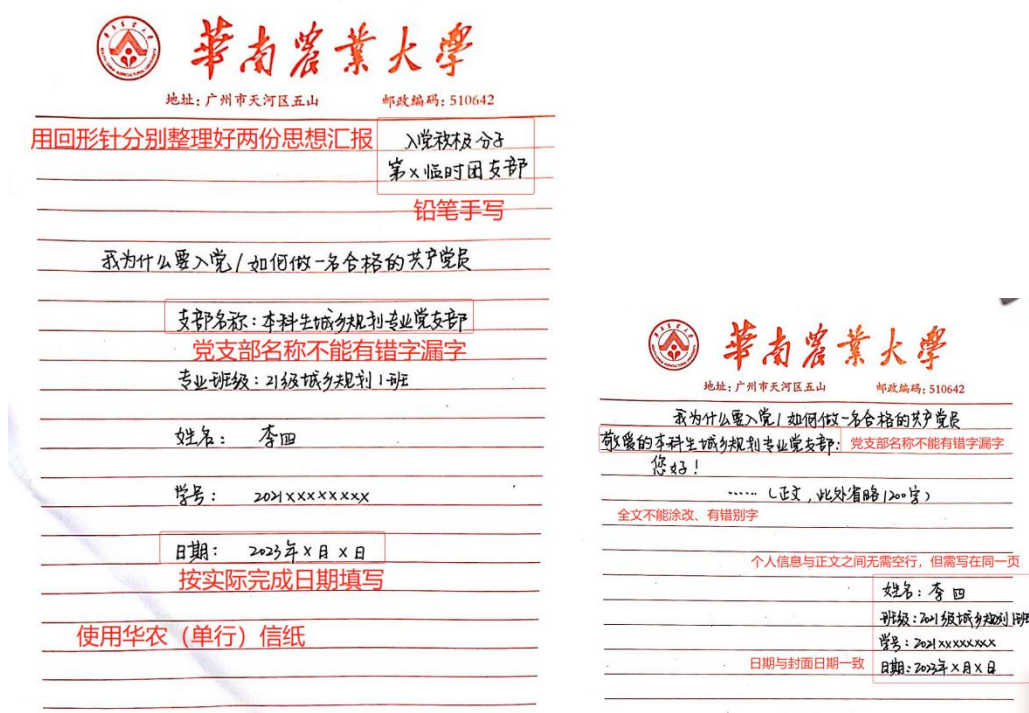 華南農業大學
地址：广州市天河区五山 邮政编码：510642
用回形针分别整理好两份思想汇报
入党积极分子
第×临时团支部
铅笔手写
我为什么要入党/如何做一名合格的共产党员
支部名称：本科生城乡规划专业党支部
党支部名称不能有错字漏字
专业班级：21级城乡规划1班
姓名： 李四
学号： 2021xxxxxxxx
日期： 2023年×月×日
按实际完成日期填写
使用华农（单行）信纸
華南農業大學
地址：广州市天河区五山 邮政编码：510642
我为什么要入党/如何做一名合格的共产党员
敬爱的本科生城乡规划专业党支部： 党支部名称不能有错字漏字
您好！
......（正文，此处省略1200字）
全文不能涂改、有错别字
个人信息与正文之间无需空行，但需写在同一页
姓名：李四
班级：2021级城乡规划1班
学号：2021xxxxxxxx
日期与封面日期一致 日期：2023年×月×日